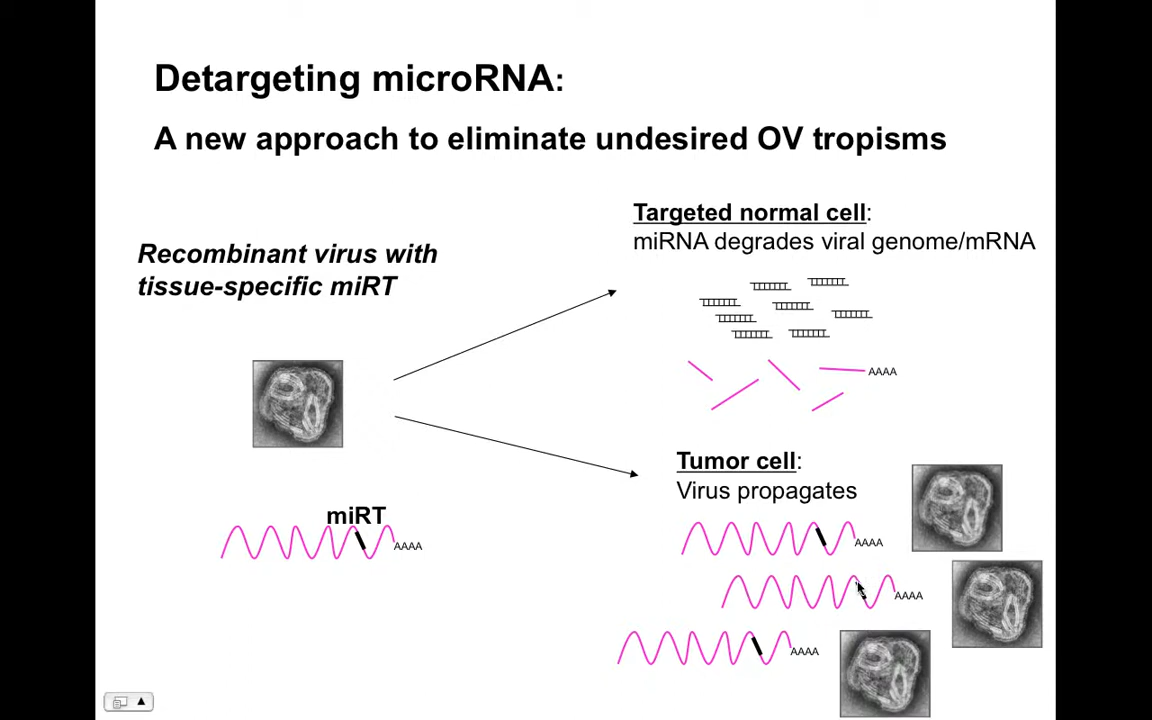 Detargeting microRNA:
A new approach to eliminate undesired OV tropisms
Recombinant virus with
tissue-specific miRT
miRT
AAAA
Targeted normal cell:
miRNA degrades viral genome/mRNA
AAAA
Tumor cell:
Virus propagates
AAAA
AAAA
AAAA